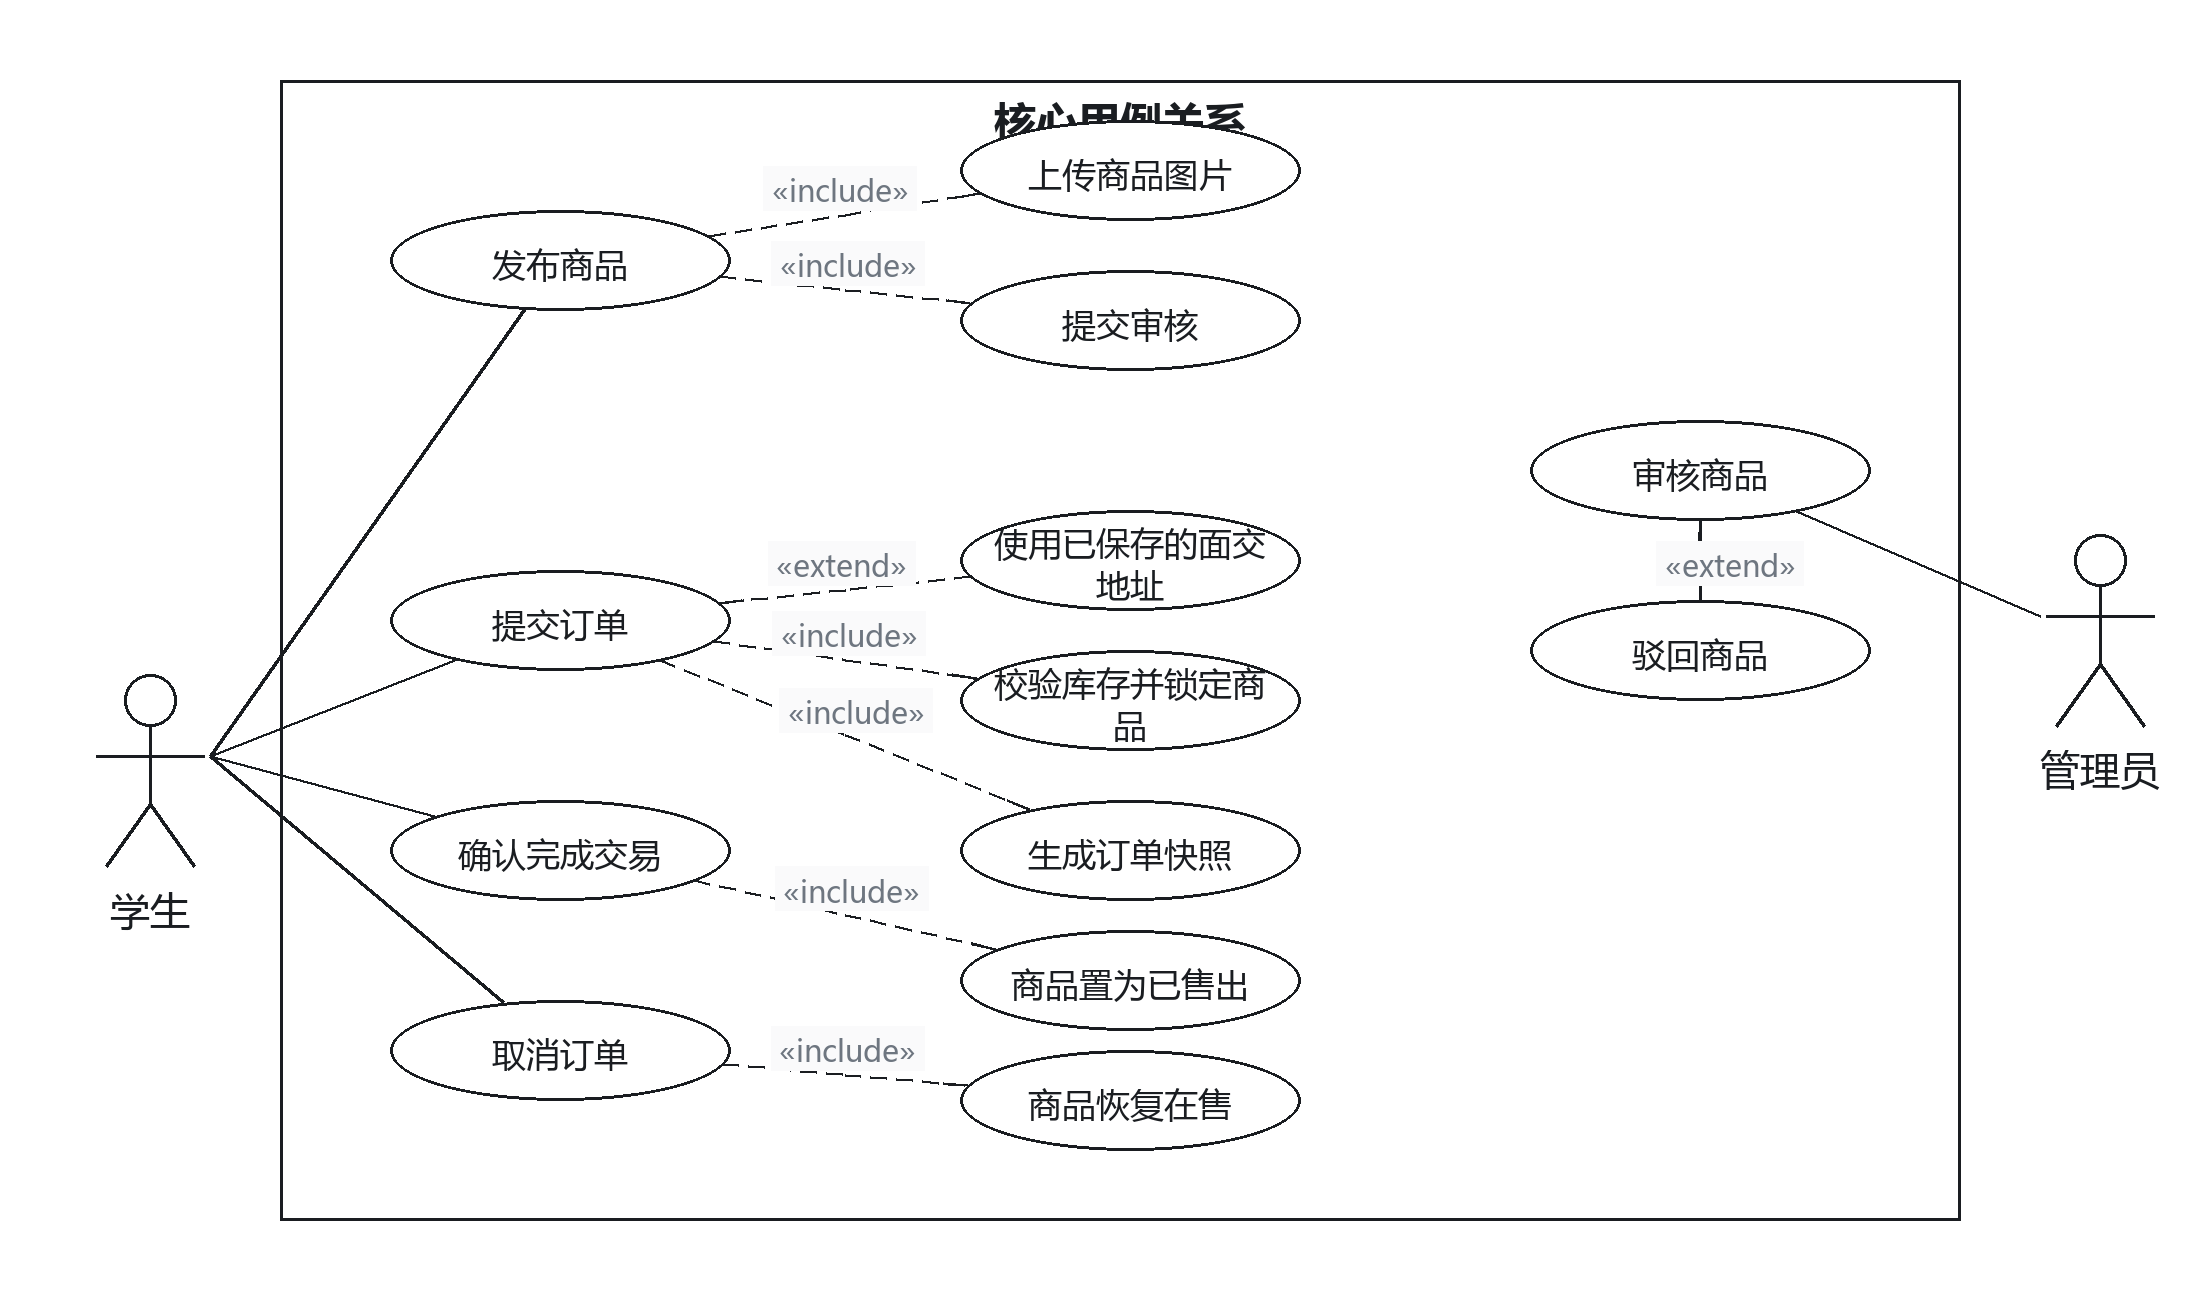 核心用例关系
上传商品图片
«include»
发布商品
«include»
提交审核
审核商品
使用已保存的面交
地址
«extend»
«extend»
提交订单
«include»
校验库存并锁定商
品
驳回商品
«include»
管理员
确认完成交易
生成订单快照
«include»
学生
商品置为已售出
取消订单
«include»
商品恢复在售